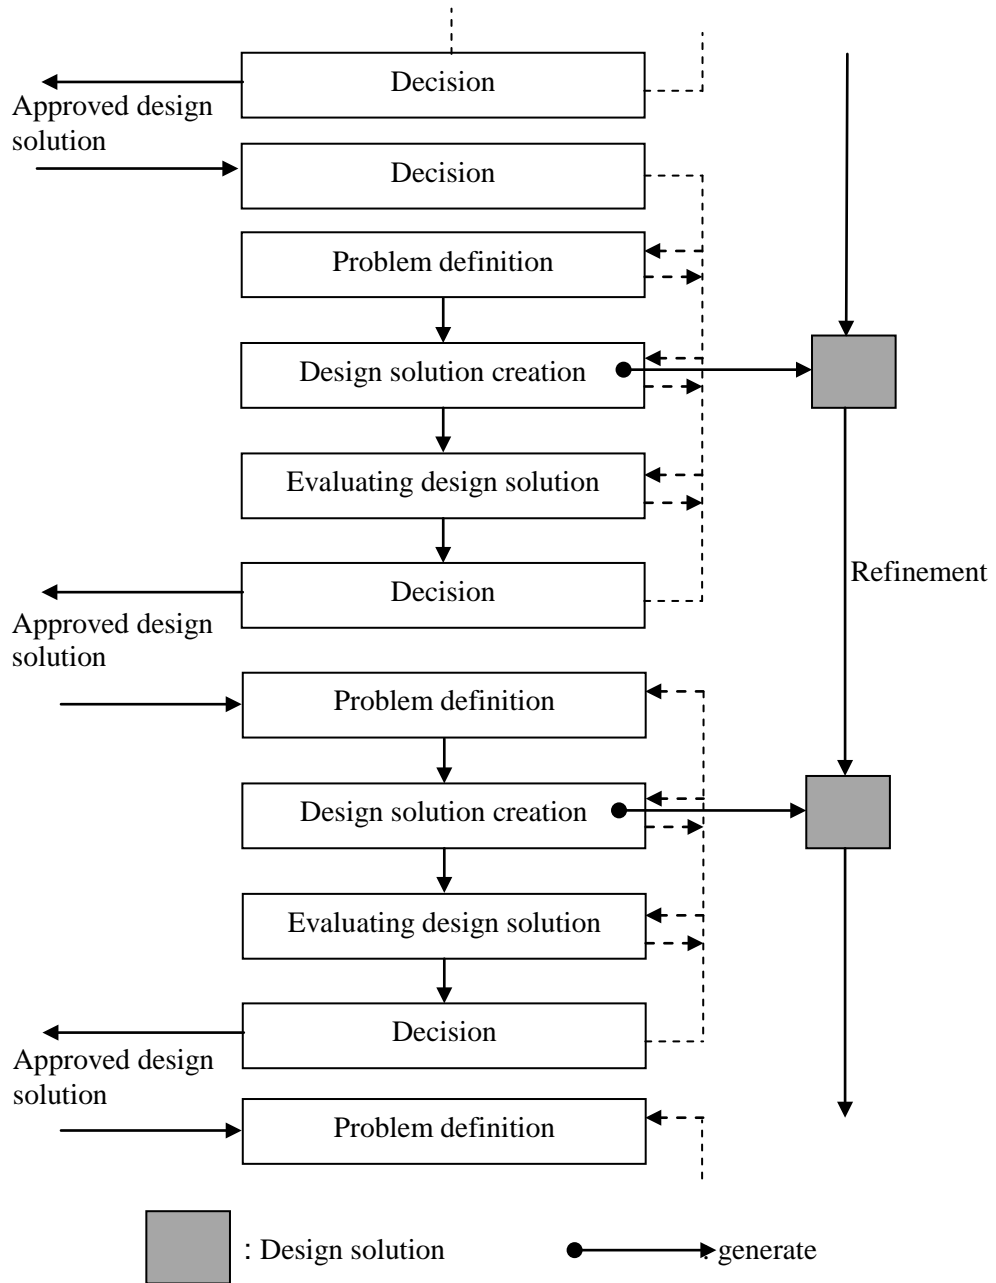 Decision
Approved design
solution
Decision
Problem definition
Design solution creation
Evaluating design solution
Refinement
Decision
Approved design
solution
Problem definition
Design solution creation
Evaluating design solution
Decision
Approved design
solution
Problem definition
: Design solution
: generate